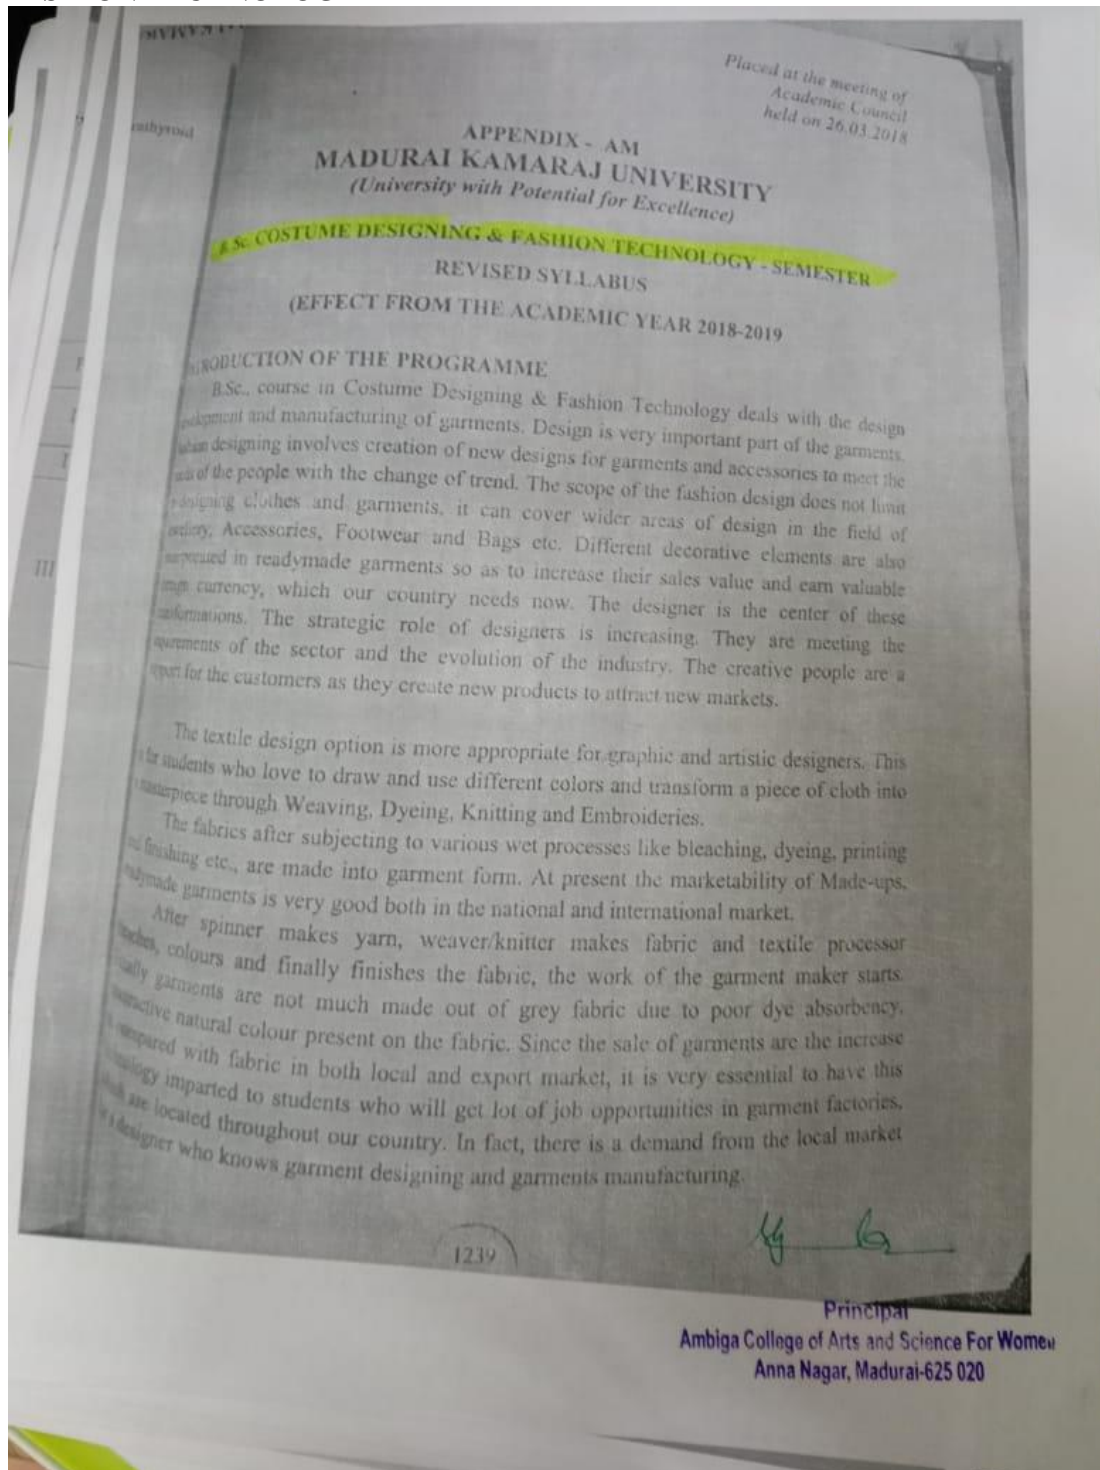 Placed at the meeting of
Academic Council
held on 26.03.2018
APPENDIX - AM
MADURAI KAMARAJ UNIVERSITY
(University with Potential for Excellence)
B.Sc. COSTUME DESIGNING & FASHION TECHNOLOGY - SEMESTER
REVISED SYLLABUS
(EFFECT FROM THE ACADEMIC YEAR 2018-2019
OF THE PROGRAMME
B.Sc., course in Costume Designing & Fashion Technology deals with the design
and manufacturing of garments. Design is very important part of the garments.
designing involves creation of new designs for garments and accessories to meet the
of the people with the change of trend. The scope of the fashion design does not limit
clothes and garments, it can cover wider areas of design in the field of
Accessories, Footwear and Bags etc. Different decorative elements are also
in readymade garments so as to increase their sales value and earn valuable
currency, which our country needs now. The designer is the center of these
The strategic role of designers is increasing. They are meeting the
of the sector and the evolution of the industry. The creative people are a
for the customers as they create new products to attract new markets.
The textile design option is more appropriate for graphic and artistic designers. This
for students who love to draw and use different colors and transform a piece of cloth into
through Weaving, Dyeing, Knitting and Embroideries.
The fabrics after subjecting to various wet processes like bleaching, dyeing, printing
finishing etc., are made into garment form. At present the marketability of Made-ups,
garments is very good both in the national and international market.
After spinner makes yarn, weaver/knitter makes fabric and textile processor
colours and finally finishes the fabric, the work of the garment maker starts.
garments are not much made out of grey fabric due to poor dye absorbency,
natural colour present on the fabric. Since the sale of garments are the increase
with fabric in both local and export market, it is very essential to have this
imparted to students who will get lot of job opportunities in garment factories,
are located throughout our country. In fact, there is a demand from the local market
designer who knows garment designing and garments manufacturing.
1239
Principal
Ambiga College of Arts and Science For Women
Anna Nagar, Madurai-625 020
III